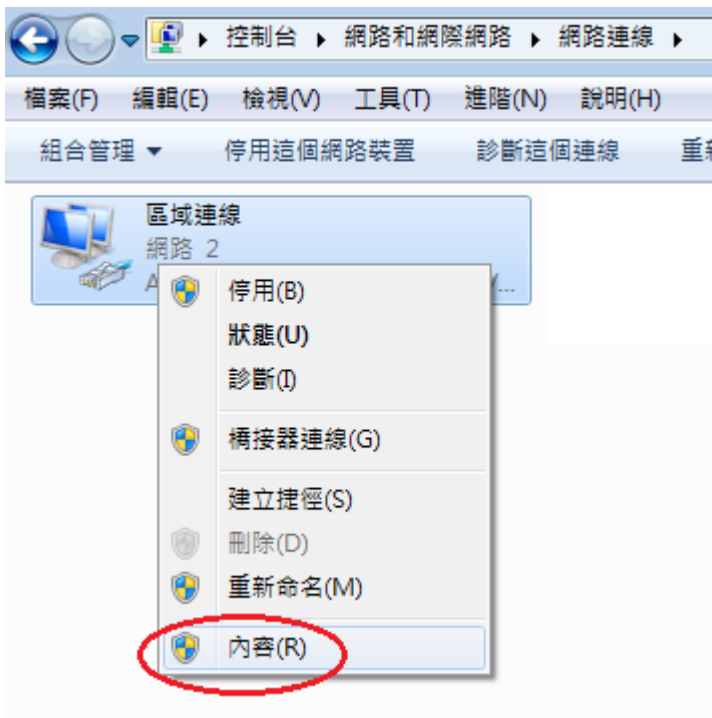 控制台 ▸ 網路和網際網路 ▸ 網路連線 ▸
檔案(F) 編輯(E) 檢視(V) 工具(T) 進階(N) 說明(H)
組合管理 停用這個網路裝置 診斷這個連線 重新
區域連線
網路 2
停用(B)
狀態(U)
診斷(I)
橋接器連線(G)
建立捷徑(S)
刪除(D)
重新命名(M)
內容(R)